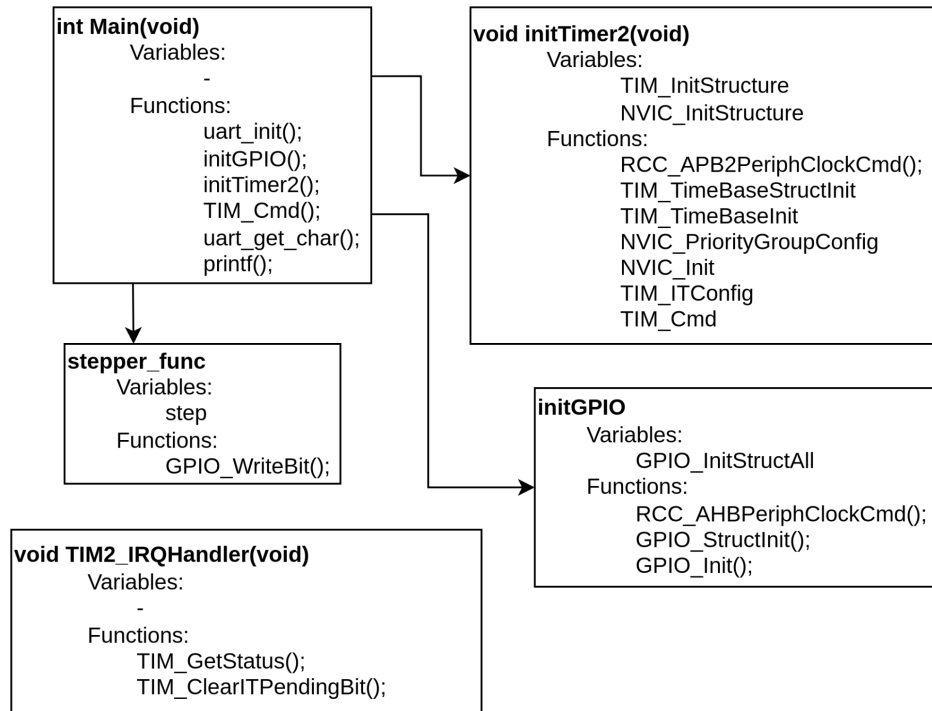 int Main(void)
Variables:
-
Functions:
uart_init();
initGPIO();
initTimer2();
TIM_Cmd();
uart_get_char();
printf();
void initTimer2(void)
Variables:
TIM_InitStructure
NVIC_InitStructure
Functions:
RCC_APB2PeriphClockCmd();
TIM_TimeBaseStructInit
TIM_TimeBaseInit
NVIC_PriorityGroupConfig
NVIC_Init
TIM_ITConfig
TIM_Cmd
stepper_func
Variables:
step
Functions:
GPIO_WriteBit();
initGPIO
Variables:
GPIO_InitStructAll
Functions:
RCC_AHBPeriphClockCmd();
GPIO_StructInit();
GPIO_Init();
void TIM2_IRQHandler(void)
Variables:
-
Functions:
TIM_GetStatus();
TIM_ClearITPendingBit();